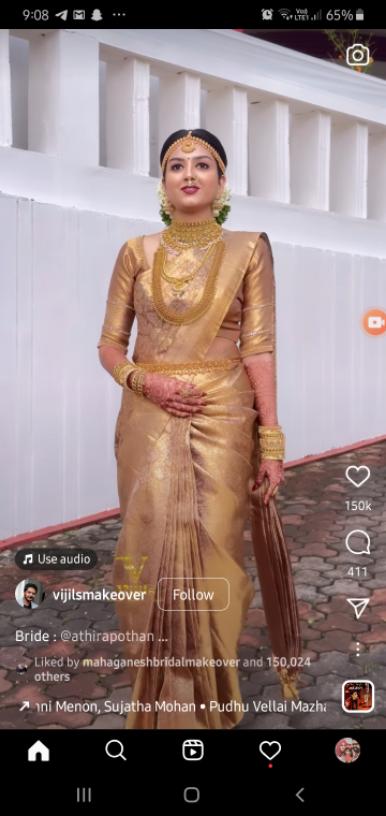 9:08
Vo)) LTE1 65%
Use audio
vijilsmakeover Follow
Bride : @athirapothan ...
Liked by mahaganeshbridalmakeover and 150,024
others
nni Menon, Sujatha Mohan • Pudhu Vellai Mazha
150k
411